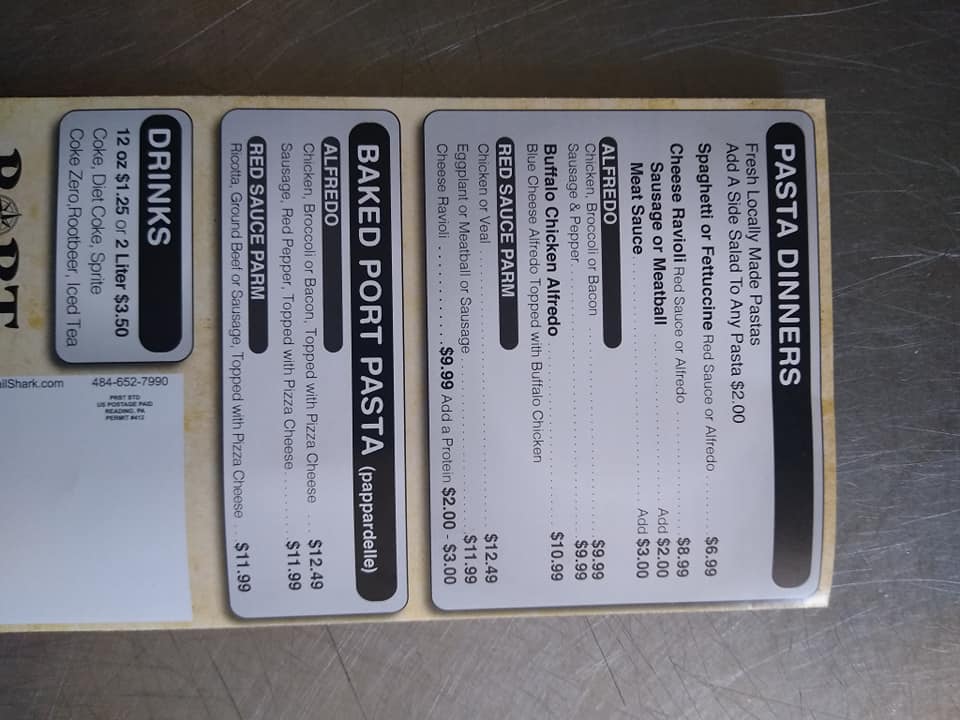 PASTA DINNERS
Fresh Locally Made Pastas
Add A Side Salad To Any Pasta $2.00
Spaghetti or Fettuccine Red Sauce or Alfredo ....... $6.99
Cheese Ravioli Red Sauce or Alfredo ............ $8.99
Sausage or Meatball .................... Add $2.00
Meat Sauce ......................... Add $3.00
ALFREDO
Chicken, Broccoli or Bacon ..................... $9.99
Sausage & Pepper .......................... $9.99
Buffalo Chicken Alfredo ...................... $10.99
Blue Cheese Alfredo Topped with Buffalo Chicken
RED SAUCE PARM
Chicken or Veal ........................... $12.49
Eggplant or Meatball or Sausage ................ $11.99
Cheese Ravioli .......... $9.99 Add a Protein $2.00 - $3.00
BAKED PORT PASTA (pappardelle)
ALFREDO
Chicken, Broccoli or Bacon, Topped with Pizza Cheese ... $12.49
Sausage, Red Pepper, Topped with Pizza Cheese ...... $11.99
RED SAUCE PARM
Ricotta, Ground Beef or Sausage, Topped with Pizza Cheese ... $11.99
DRINKS
12 oz $1.25 or 2 Liter $3.50
Coke, Diet Coke, Sprite
Coke Zero,Rootbeer, Iced Tea
484-652-7990
PRST STD
US POSTAGE PAID
READING, PA
PERMIT #413